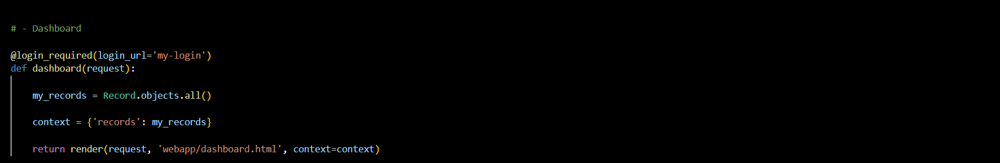 # - Dashboard
@login_required(login_url='my-login')
def dashboard(request):
    my_records = Record.objects.all()
    context = {'records': my_records}
    return render(request, 'webapp/dashboard.html', context=context)